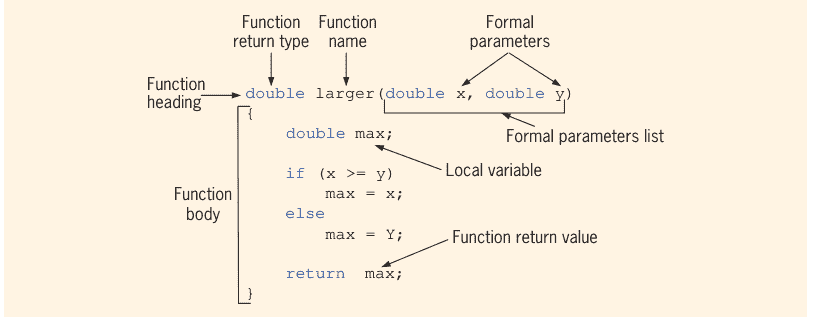 Function Function Formal
return type name parameters
Function
heading
double larger(double x, double y)
{
Formal parameters list
double max;
Local variable
if (x >= y)
max = x;
Function
body
else
max = Y;
Function return value
return max;
}